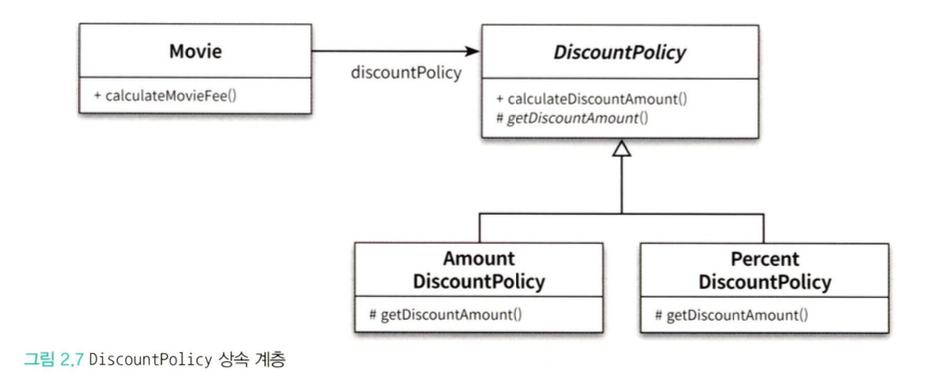 Movie
+ calculateMovieFee()
discountPolicy
DiscountPolicy
+ calculateDiscountAmount()
# getDiscountAmount()
Amount
DiscountPolicy
# getDiscountAmount()
Percent
DiscountPolicy
# getDiscountAmount()
그림 2.7 DiscountPolicy 상속 계층